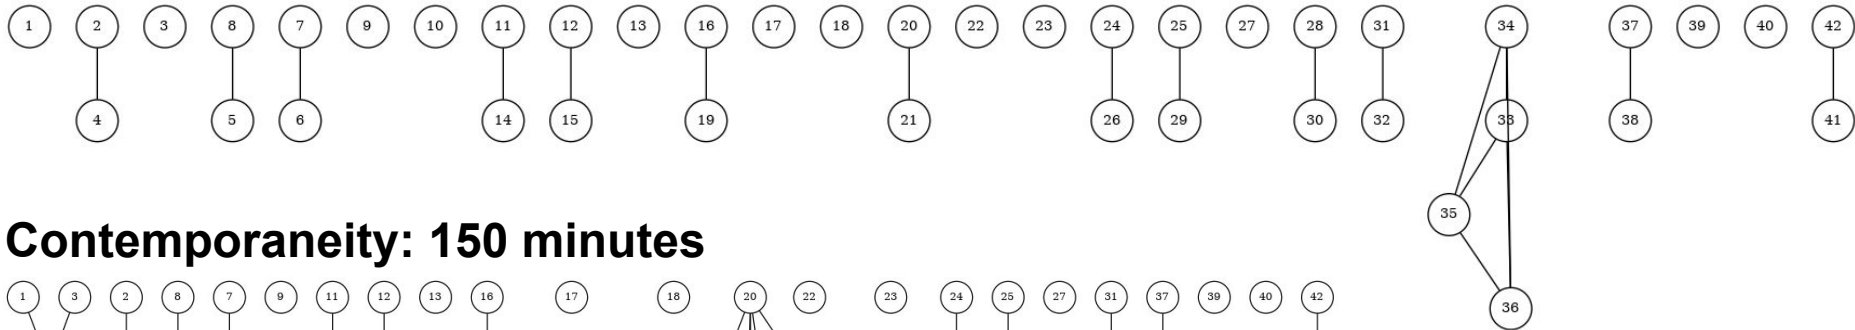 1 2 3 8 7 9 10 11 12 13 16 17 18 20 22 23 24 25 27 28 31 34 37 39 40 42
4 5 6 14 15 19 21 26 29 30 32 33 38 41
35
Contemporaneity: 150 minutes
1 3 2 8 7 9 11 12 13 16 17 18 20 22 23 24 25 27 31 37 39 40 42
36